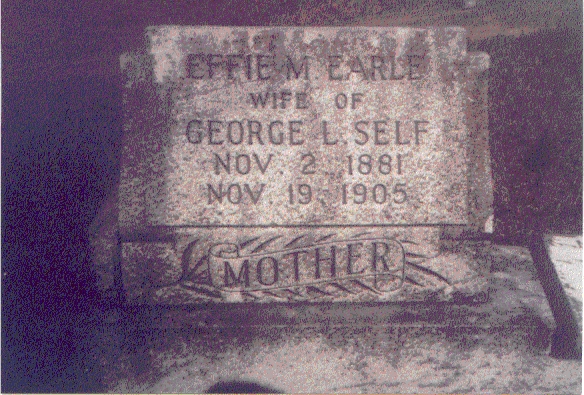 EFFIE M. EARLE
WIFE OF
GEORGE L. SELF
NOV. 2, 1881
NOV. 19, 1905
MOTHER